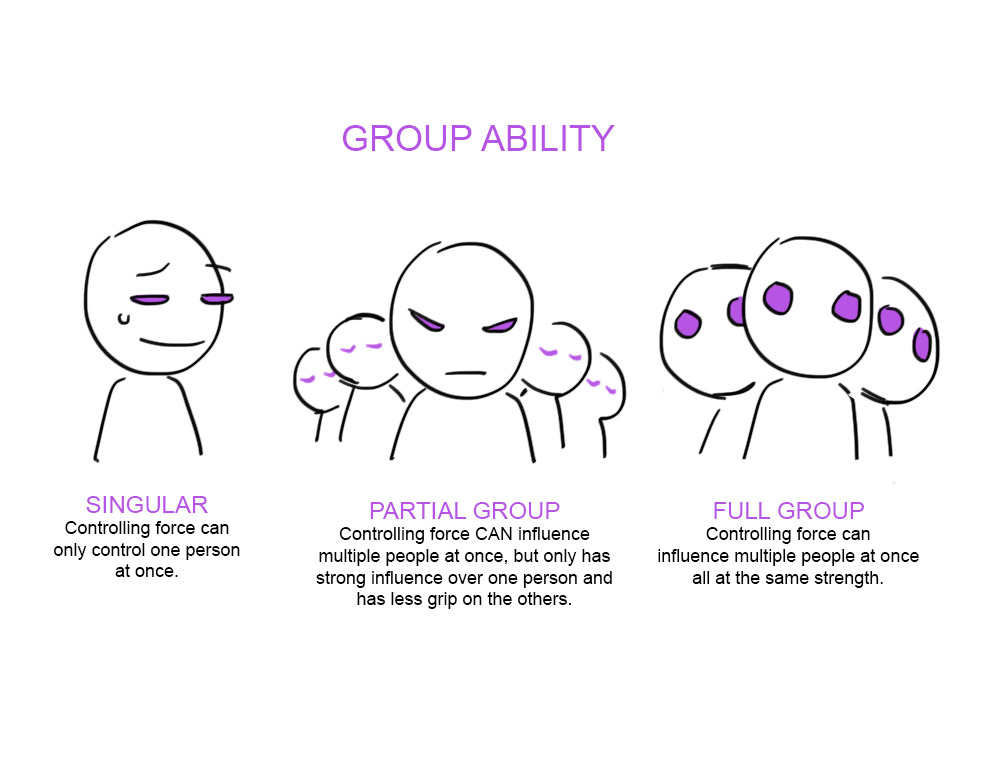 GROUP ABILITY
SINGULAR
Controlling force can
only control one person
at once.
PARTIAL GROUP
Controlling force CAN influence
multiple people at once, but only has
strong influence over one person and
has less grip on the others.
FULL GROUP
Controlling force can
influence multiple people at once
all at the same strength.